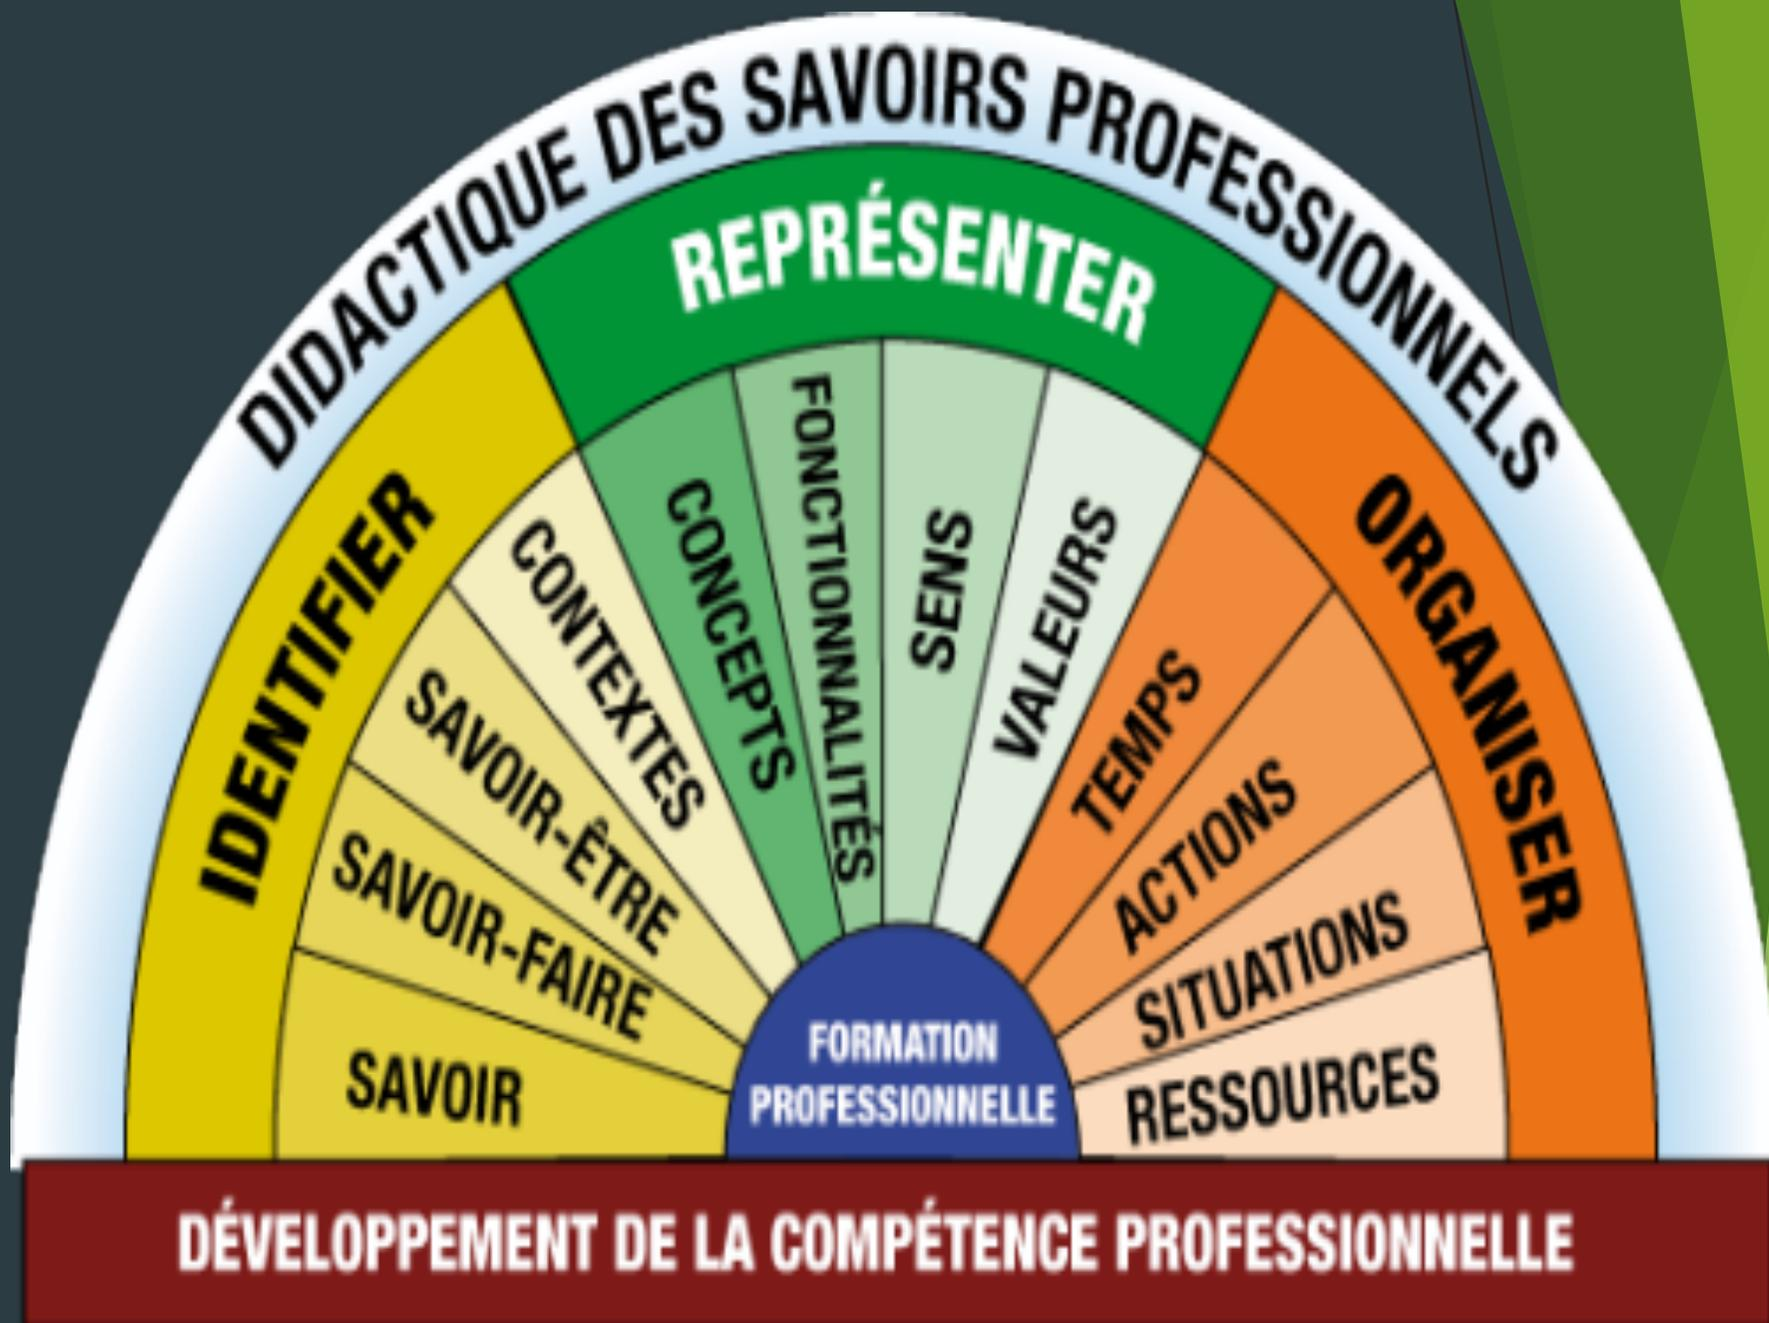 DIDACTIQUE DES SAVOIRS PROFESSIONNELS
IDENTIFIER
REPRÉSENTER
ORGANISER
SAVOIR
SAVOIR-FAIRE
SAVOIR-ÊTRE
CONTEXTES
CONCEPTS
FONCTIONNALITÉS
SENS
VALEURS
TEMPS
ACTIONS
SITUATIONS
RESSOURCES
FORMATION
PROFESSIONNELLE
DÉVELOPPEMENT DE LA COMPÉTENCE PROFESSIONNELLE